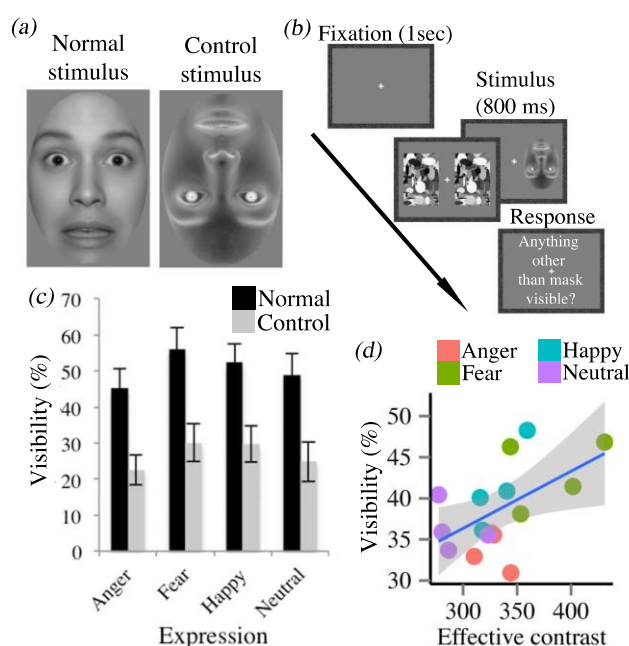 (a)
Normal
stimulus
Control
stimulus
(b)
Fixation (1sec)
Stimulus
(800 ms)
Response
Anything
other
than mask
visible?
(c)
Normal
Control
Visibility (%)
70
60
50
40
30
20
10
0
Anger
Fear
Happy
Neutral
Expression
(d)
Anger
Happy
Fear
Neutral
Visibility (%)
50
45
40
35
30
300
350
400
Effective contrast